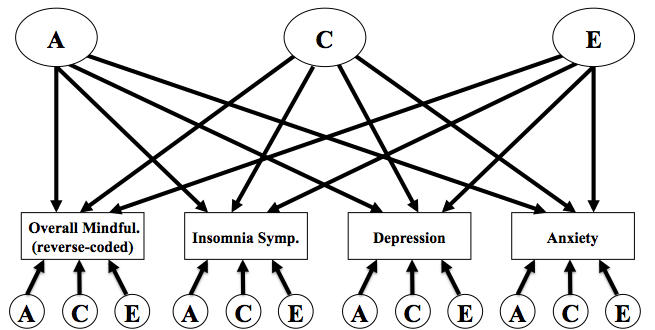 A C E
Overall Mindful.
(reverse-coded)
Insomnia Symp.
Depression
Anxiety
A C E A C E A C E A C E